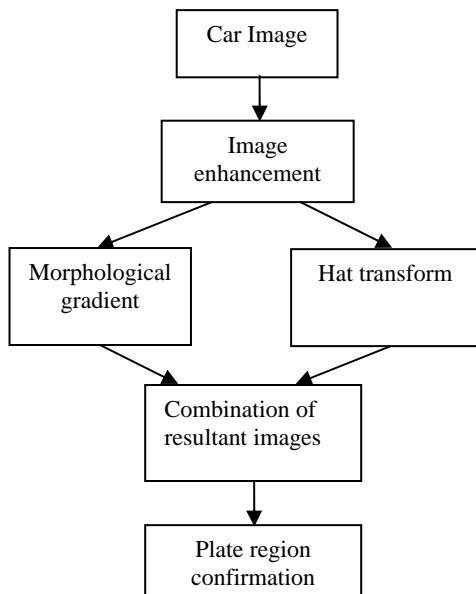 Car Image
Image
enhancement
Morphological
gradient
Hat transform
Combination of
resultant images
Plate region
confirmation